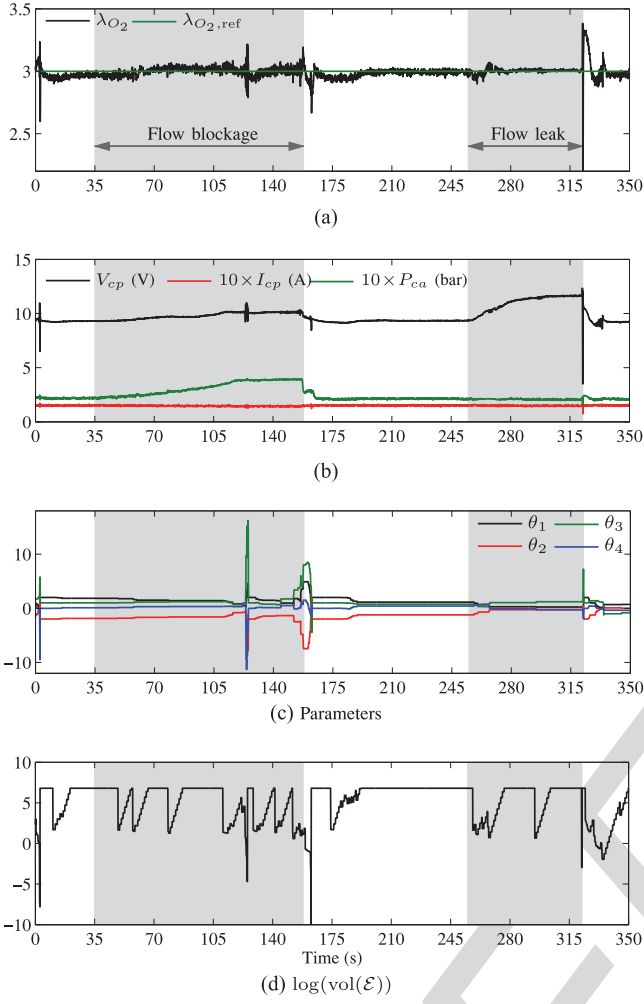 λ_{O_2} λ_{O_2,ref}
3.5
3
2.5
Flow blockage Flow leak
0 35 70 105 140 175 210 245 280 315 350
(a)
V_{cp} (V) 10 × I_{cp} (A) 10 × P_{ca} (bar)
15
10
5
0
0 35 70 105 140 175 210 245 280 315 350
(b)
θ_1 θ_3
θ_2 θ_4
10
0
−10
0 35 70 105 140 175 210 245 280 315 350
(c) Parameters
10
5
0
−5
−10
0 35 70 105 140 175 210 245 280 315 350
Time (s)
(d) log(vol(ℰ))